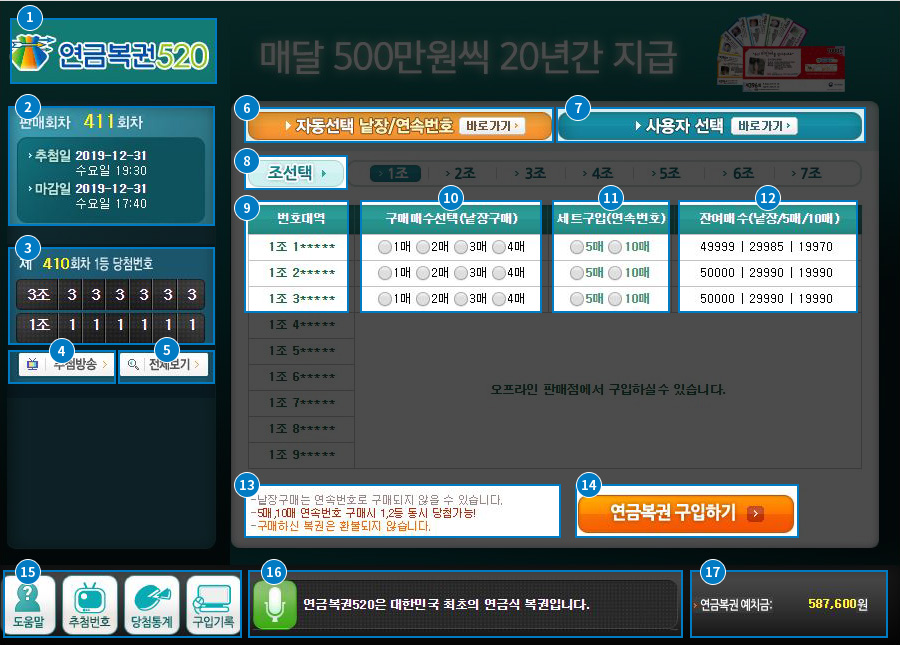 1
연금복권520
매달 500만원씩 20년간 지급
2
판매회차 411회차
추첨일 2019-12-31
수요일 19:30
마감일 2019-12-31
수요일 17:40
3
제 410회차 1등 당첨번호
3조 3 3 3 3 3 3
1조 1 1 1 1 1 1
4
추첨방송
5
전체보기
6
자동선택 낱장/연속번호 바로가기
7
사용자 선택 바로가기
8
조선택
1조 2조 3조 4조 5조 6조 7조
9 10 11 12
번호대역 구매매수선택(낱장구매) 세트구입(연속번호) 잔여매수(낱장/5매/10매)
1조 1***** 1매 2매 3매 4매 5매 10매 49999 | 29985 | 19970
1조 2***** 1매 2매 3매 4매 5매 10매 50000 | 29990 | 19990
1조 3***** 1매 2매 3매 4매 5매 10매 50000 | 29990 | 19990
1조 4*****
1조 5*****
1조 6*****
오프라인 판매점에서 구입하실수 있습니다.
1조 7*****
1조 8*****
1조 9*****
13
-낱장구매는 연속번호로 구매되지 않을 수 있습니다.
-5매,10매 연속번호 구매시 1,2등 동시 당첨가능!
-구매하신 복권은 환불되지 않습니다.
14
연금복권 구입하기
15
도움말 추첨번호 당첨통계 구입기록
16
연금복권520은 대한민국 최초의 연금식 복권입니다.
17
연금복권 예치금: 587,600원